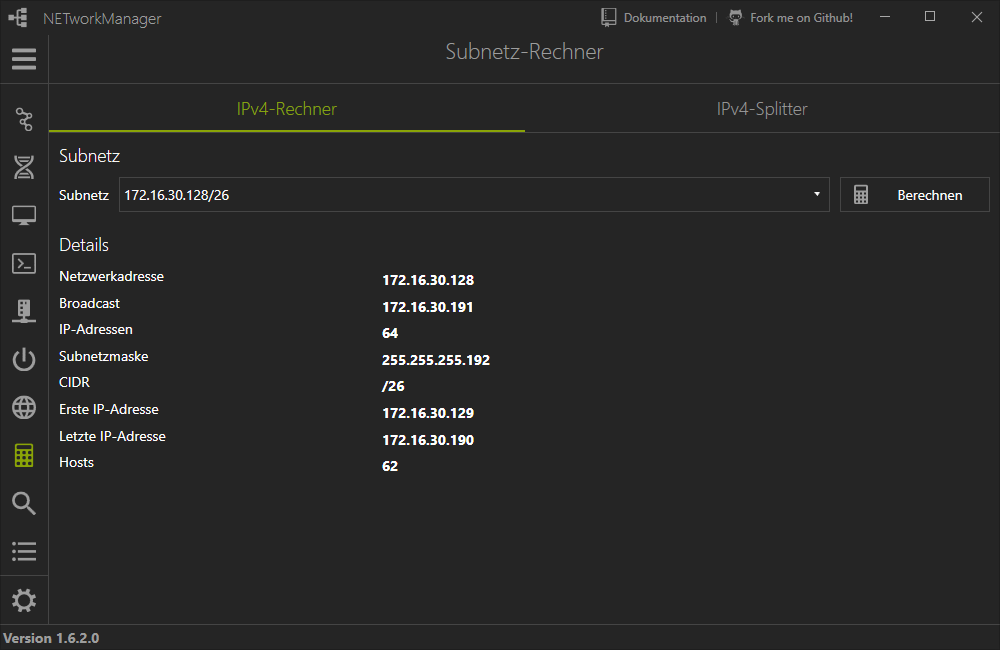 NETworkManager
Dokumentation
Fork me on Github!
Subnetz-Rechner
IPv4-Rechner
IPv4-Splitter
Subnetz
Subnetz 172.16.30.128/26 Berechnen
Details
Netzwerkadresse 172.16.30.128
Broadcast 172.16.30.191
IP-Adressen 64
Subnetzmaske 255.255.255.192
CIDR /26
Erste IP-Adresse 172.16.30.129
Letzte IP-Adresse 172.16.30.190
Hosts 62
Version 1.6.2.0